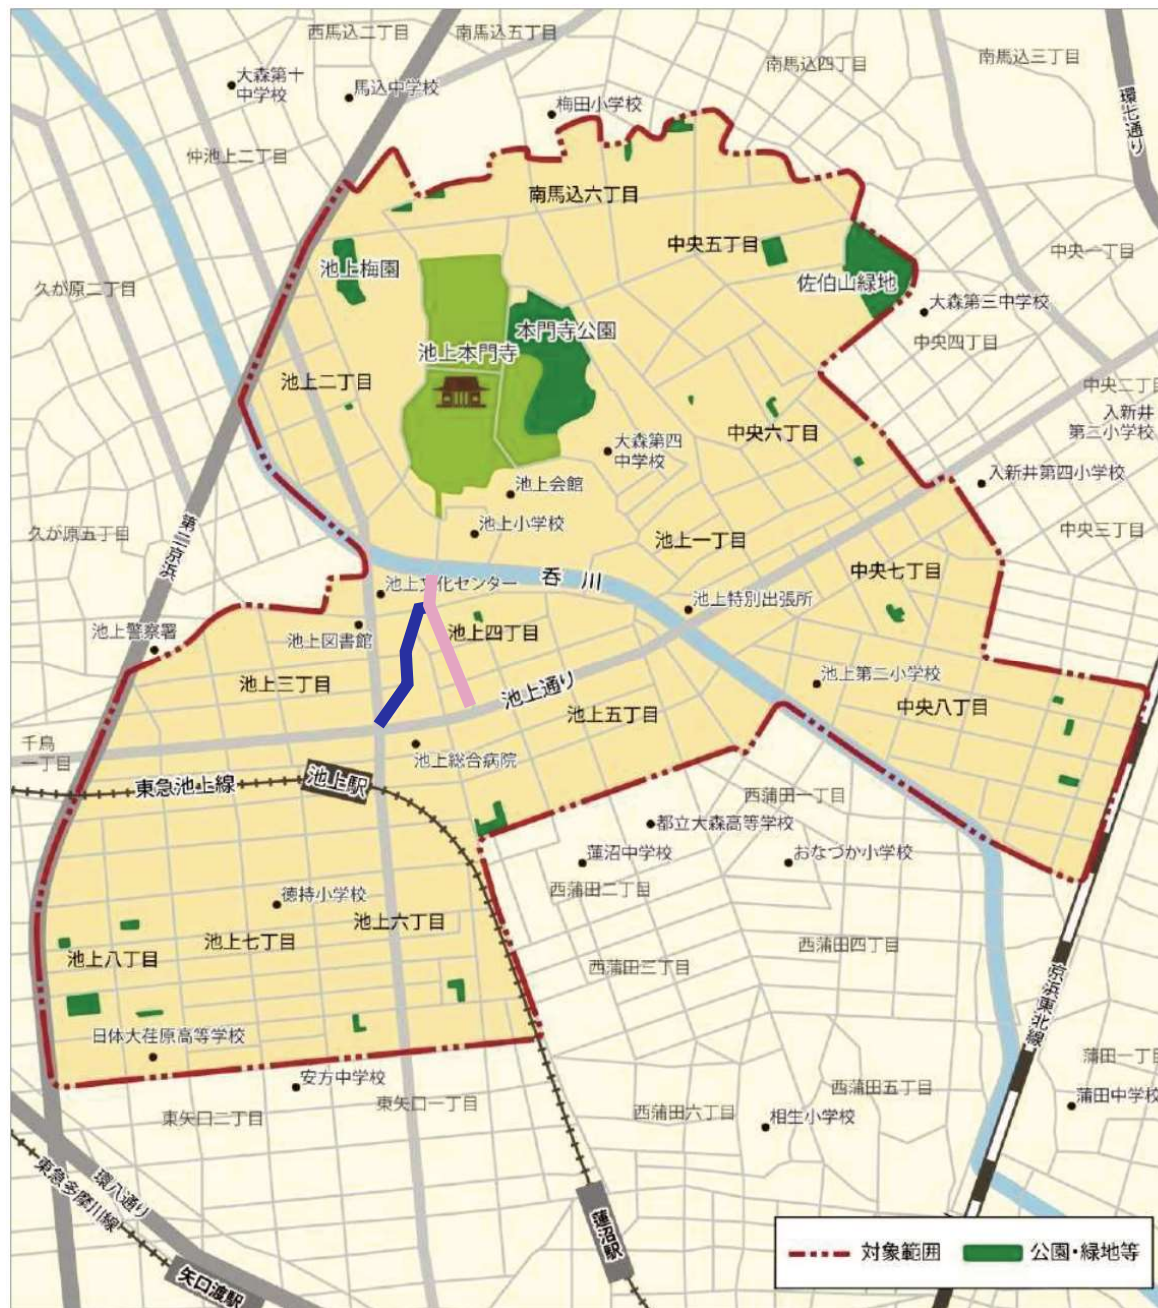 西馬込二丁目
南馬込五丁目
南馬込四丁目
南馬込三丁目
大森第十
中学校
馬込中学校
梅田小学校
環七通り
仲池上二丁目
南馬込六丁目
中央五丁目
中央一丁目
池上梅園
佐伯山緑地
久が原二丁目
大森第三中学校
本門寺公園
池上本門寺
中央四丁目
池上二丁目
中央二丁目
入新井
第二小学校
中央六丁目
大森第四
中学校
入新井第四小学校
池上会館
久が原五丁目
第二京浜
池上小学校
池上一丁目
中央三丁目
中央七丁目
呑川
池上文化センター
池上特別出張所
池上警察署
池上図書館
池上四丁目
池上三丁目
池上通り
池上第二小学校
池上五丁目
中央八丁目
千鳥
一丁目
池上総合病院
東急池上線
池上駅
西蒲田一丁目
都立大森高等学校
蓮沼中学校
おなづか小学校
西蒲田二丁目
徳持小学校
池上六丁目
池上七丁目
池上八丁目
西蒲田四丁目
西蒲田三丁目
京浜東北線
日体大荏原高等学校
安方中学校
蒲田一丁目
西蒲田五丁目
蒲田中学校
東矢口二丁目
東矢口一丁目
西蒲田六丁目
相生小学校
環八通り
東急多摩川線
蓮沼駅
矢口渡駅
対象範囲
公園・緑地等